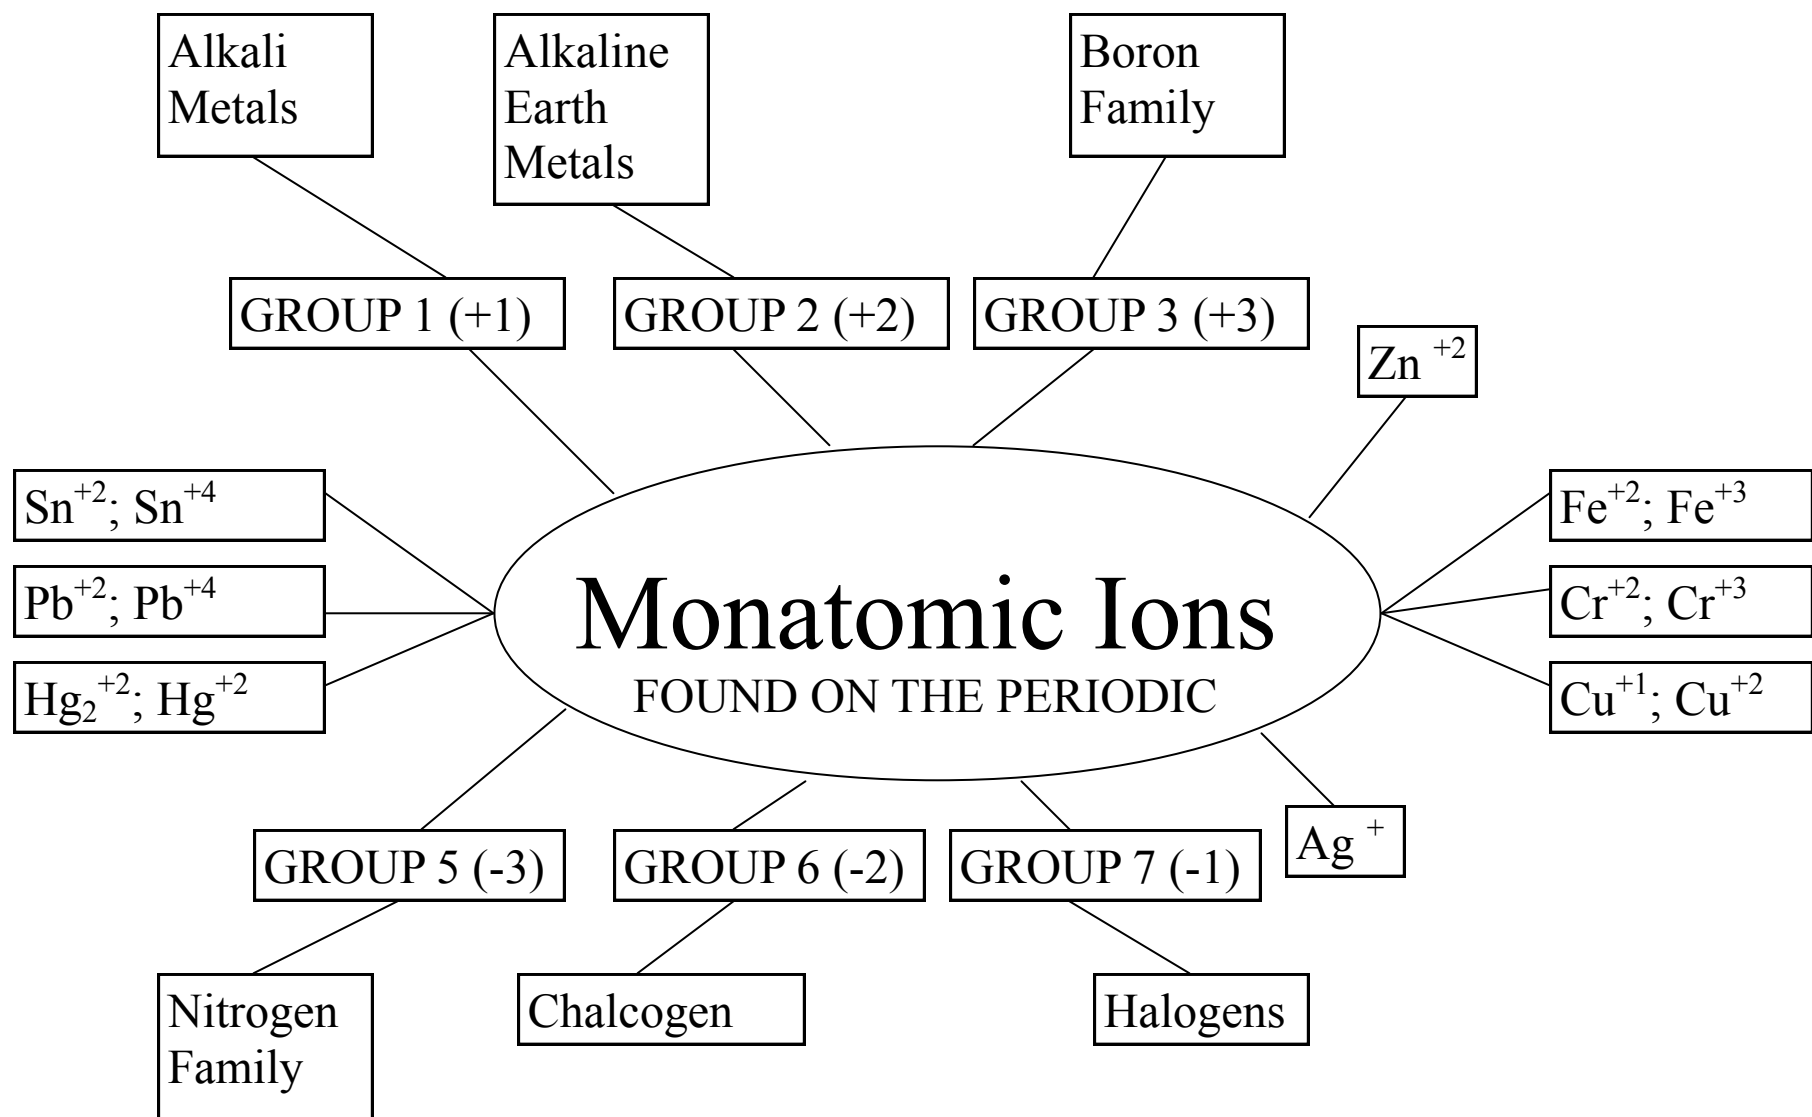 Alkali
Metals
Alkaline
Earth
Metals
Boron
Family
GROUP 1 (+1)
GROUP 2 (+2)
GROUP 3 (+3)
Zn ⁺²
Sn⁺²; Sn⁺⁴
Fe⁺²; Fe⁺³
Pb⁺²; Pb⁺⁴
Monatomic Ions
Cr⁺²; Cr⁺³
Hg₂⁺²; Hg⁺²
FOUND ON THE PERIODIC
Cu⁺¹; Cu⁺²
Ag ⁺
GROUP 5 (-3)
GROUP 6 (-2)
GROUP 7 (-1)
Nitrogen
Family
Chalcogen
Halogens